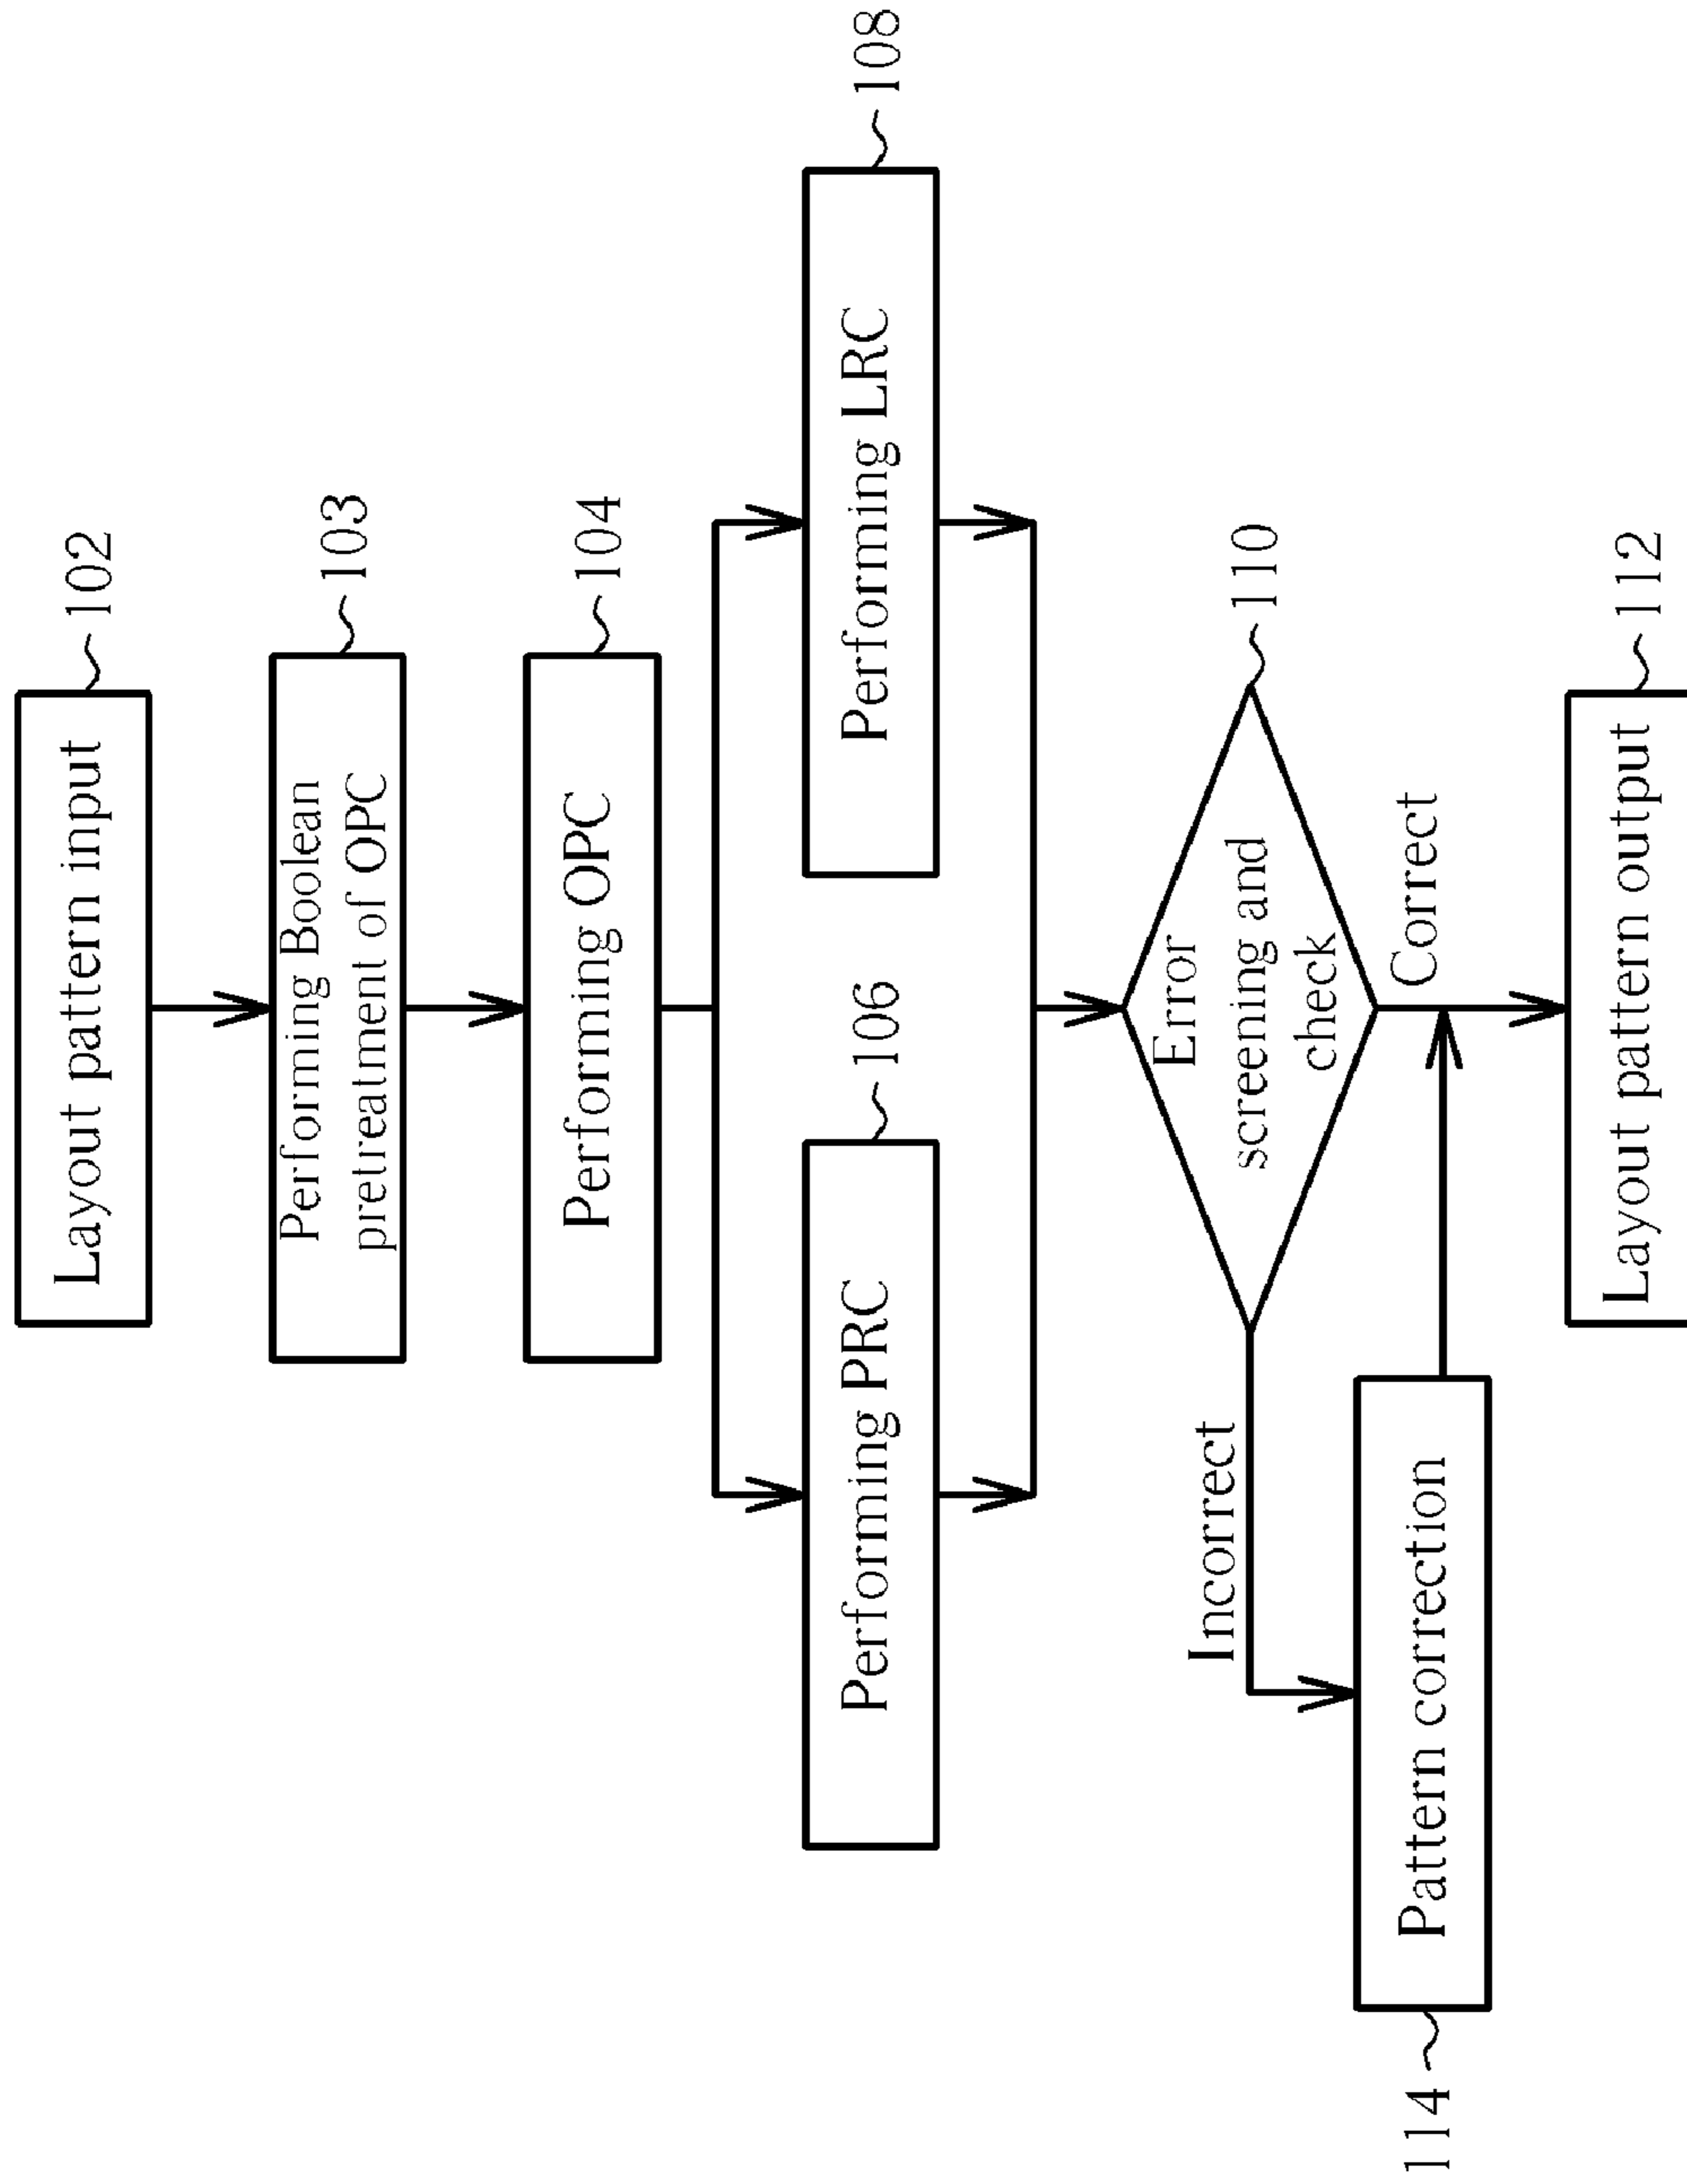 Layout pattern input
102
Performing Boolean
pretreatment of OPC
103
Performing OPC
104
Performing PRC
106
Performing LRC
108
Error
screening and
check
110
Incorrect
Correct
Pattern correction
114
Layout pattern output
112